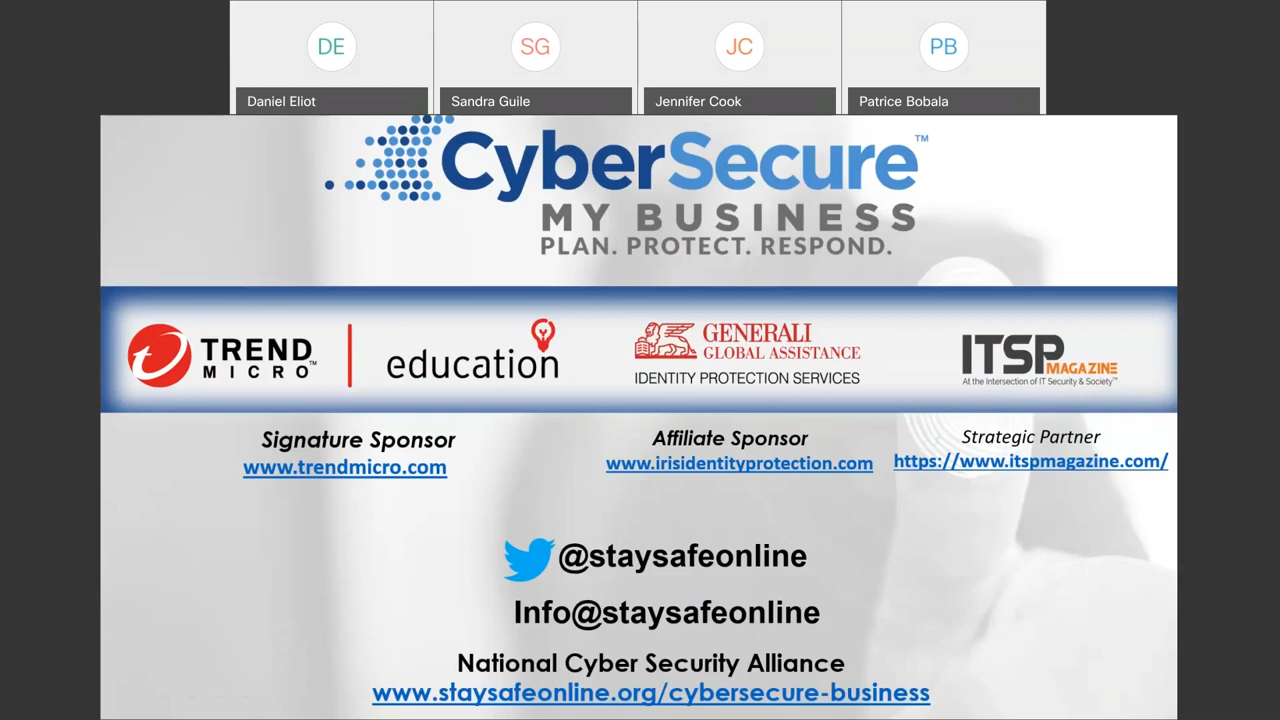 DE
SG
JC
PB
Daniel Eliot
Sandra Guile
Jennifer Cook
Patrice Bobala
CyberSecure™
MY BUSINESS
PLAN. PROTECT. RESPOND.
TREND
MICRO™
education
GENERALI
GLOBAL ASSISTANCE
IDENTITY PROTECTION SERVICES
ITSP
MAGAZINE
At the Intersection of IT Security & Society™
Signature Sponsor
www.trendmicro.com
Affiliate Sponsor
www.irisidentityprotection.com
Strategic Partner
https://www.itspmagazine.com/
@staysafeonline
Info@staysafeonline
National Cyber Security Alliance
www.staysafeonline.org/cybersecure-business